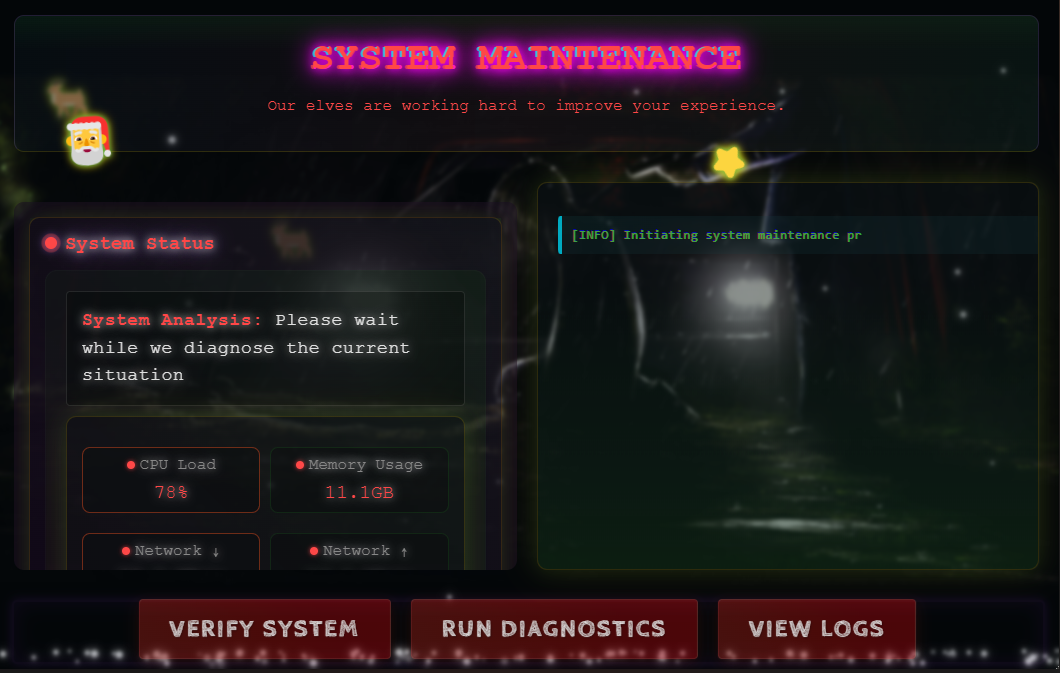 SYSTEM MAINTENANCE
Our elves are working hard to improve your experience.
System Status
System Analysis: Please wait
while we diagnose the current
situation
CPU Load
78%
Memory Usage
11.1GB
Network ↓
Network ↑
[INFO] Initiating system maintenance pr
VERIFY SYSTEM
RUN DIAGNOSTICS
VIEW LOGS